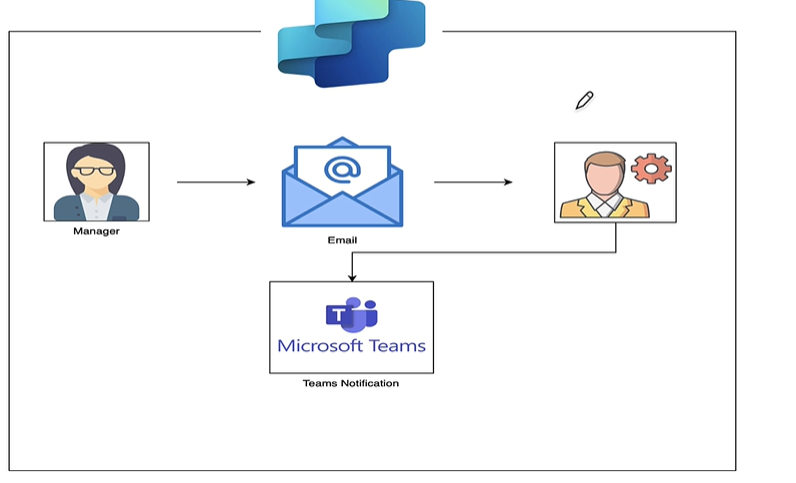 Manager
@
Email
T
Microsoft Teams
Teams Notification